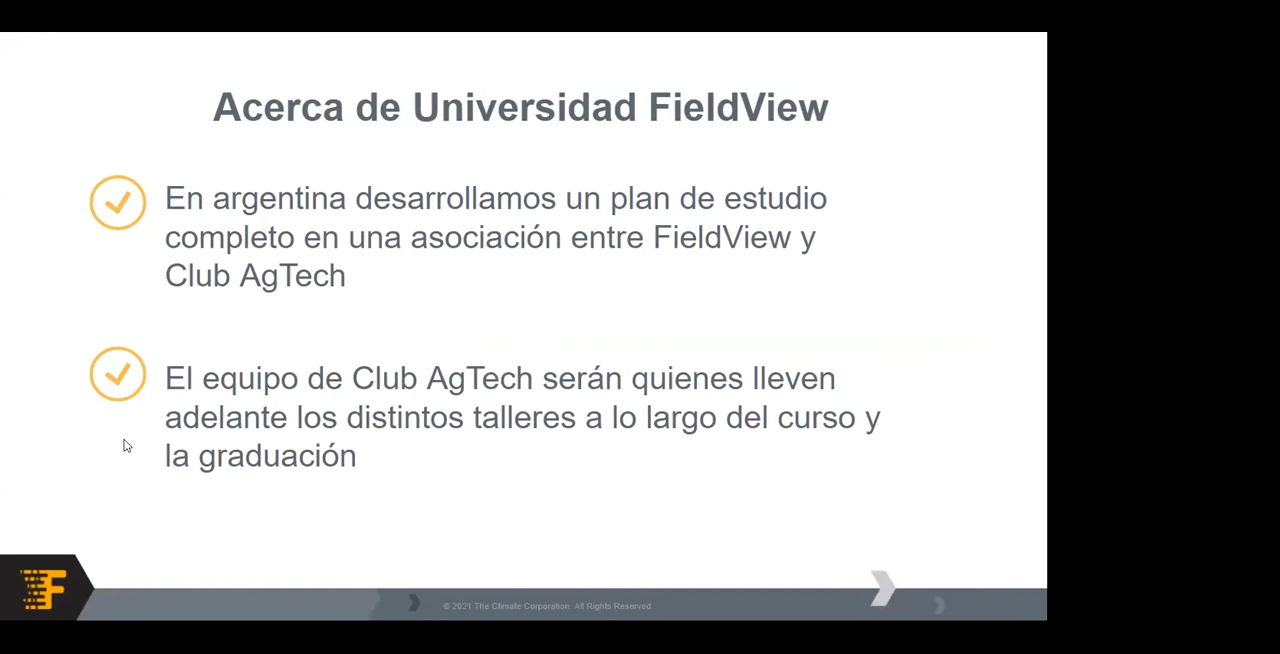 Acerca de Universidad FieldView
En argentina desarrollamos un plan de estudio
completo en una asociación entre FieldView y
Club AgTech
El equipo de Club AgTech serán quienes lleven
adelante los distintos talleres a lo largo del curso y
la graduación
© 2021 The Climate Corporation. All Rights Reserved